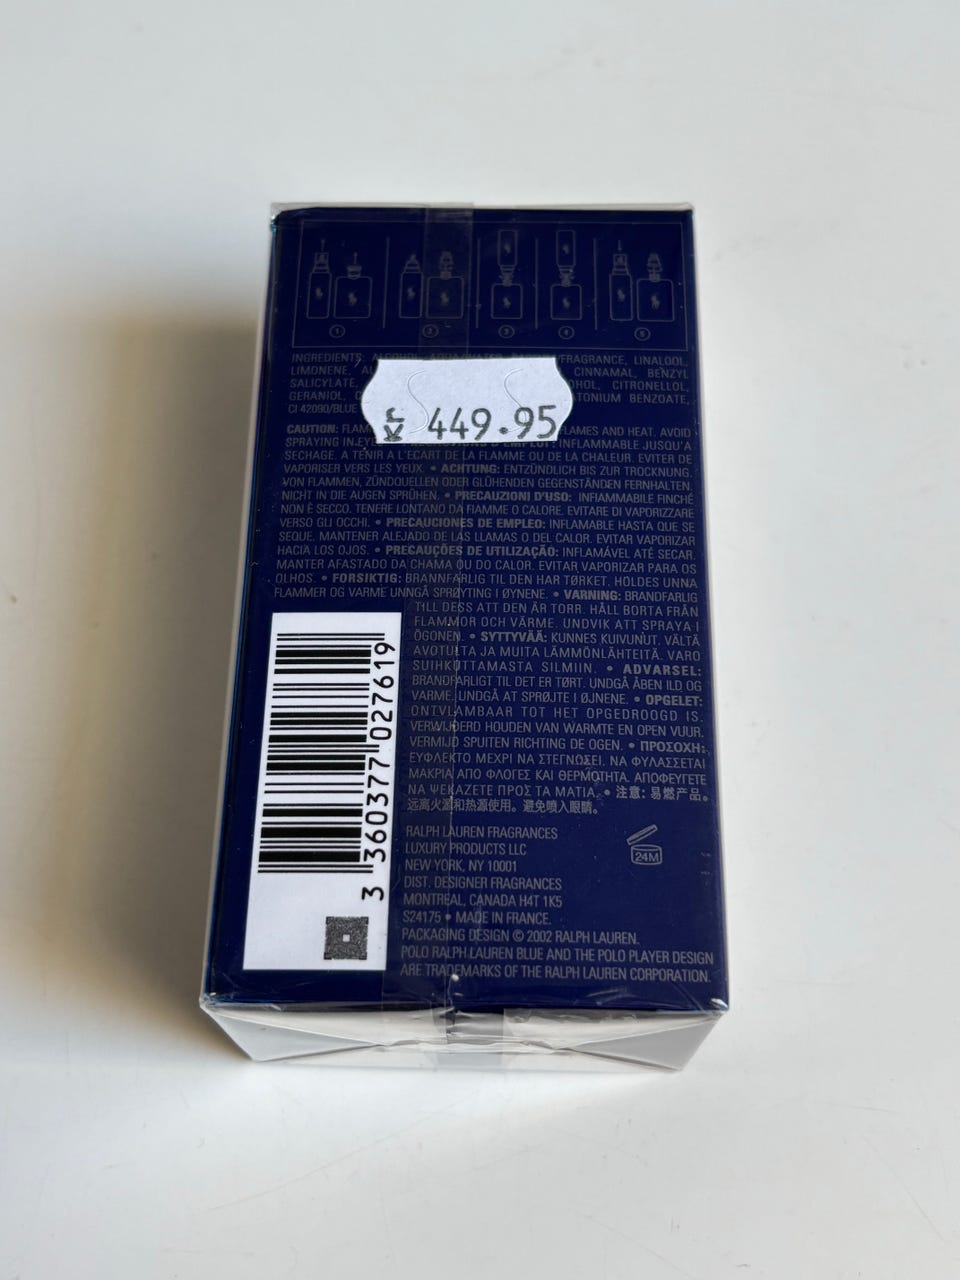 1 2 3 4 5
INGREDIENTS: FRAGRANCE, LINALOOL,
LIMONENE, CINNAMAL, BENZYL
SALICYLATE, CITRONELLOL,
GERANIOL, BENZOATE,
CI 42090/BLUE
Kr 449.95
CAUTION: FLAMES AND HEAT. AVOID
SPRAYING IN EYES. INFLAMMABLE JUSQU'A
SECHAGE. A TENIR A L'ECART DE LA FLAMME OU DE LA CHALEUR. EVITER DE
VAPORISER VERS LES YEUX. • ACHTUNG: ENTZÜNDLICH BIS ZUR TROCKNUNG.
VON FLAMMEN, ZÜNDQUELLEN ODER GLÜHENDEN GEGENSTÄNDEN FERNHALTEN.
NICHT IN DIE AUGEN SPRÜHEN. • PRECAUZIONI D'USO: INFIAMMABILE FINCHÉ
NON È SECCO. TENERE LONTANO DA FIAMME O CALORE. EVITARE DI VAPORIZZARE
VERSO GLI OCCHI. • PRECAUCIONES DE EMPLEO: INFLAMABLE HASTA QUE SE
SEQUE. MANTENER ALEJADO DE LAS LLAMAS O DEL CALOR. EVITAR VAPORIZAR
HACIA LOS OJOS. • PRECAUÇÕES DE UTILIZAÇÃO: INFLAMÁVEL ATÉ SECAR.
MANTER AFASTADO DA CHAMA OU DO CALOR. EVITAR VAPORIZAR PARA OS
OLHOS. • FORSIKTIG: BRANNFARLIG TIL DEN HAR TØRKET. HOLDES UNNA
FLAMMER OG VARME. UNNGÅ SPRØYTING I ØYNENE. • VARNING: BRANDFARLIG
TILL DESS ATT DEN ÄR TORR. HÅLL BORTA FRÅN
FLAMMOR OCH VÄRME. UNDVIK ATT SPRAYA I
ÖGONEN. • SYTTYVÄÄ: KUNNES KUIVUNUT. VÄLTÄ
AVOTULTA JA MUITA LÄMMÖNLÄHTEITÄ. VARO
SUIHKUTTAMASTA SILMIIN. • ADVARSEL:
BRANDFARLIGT TIL DET ER TØRT. UNDGÅ ÅBEN ILD OG
VARME. UNDGÅ AT SPRØJTE I ØJNENE. • OPGELET:
ONTVLAMBAAR TOT HET OPGEDROOGD IS.
VERWIJDERD HOUDEN VAN WARMTE EN OPEN VUUR.
VERMIJD SPUITEN RICHTING DE OGEN. • ΠΡΟΣΟΧΗ:
ΕΥΦΛΕΚΤΟ ΜΕΧΡΙ ΝΑ ΣΤΕΓΝΩΣΕΙ. ΝΑ ΦΥΛΑΣΣΕΤΑΙ
ΜΑΚΡΙΑ ΑΠΟ ΦΛΟΓΕΣ ΚΑΙ ΘΕΡΜΟΤΗΤΑ. ΑΠΟΦΕΥΓΕΤΕ
ΝΑ ΨΕΚΑΖΕΤΕ ΠΡΟΣ ΤΑ ΜΑΤΙΑ. • 注意: 易燃产品。
远离火源和热源使用。避免喷入眼睛。
3 360377 027619
RALPH LAUREN FRAGRANCES
LUXURY PRODUCTS LLC
NEW YORK, NY 10001
DIST. DESIGNER FRAGRANCES
MONTREAL, CANADA H4T 1K5
S24175 • MADE IN FRANCE.
PACKAGING DESIGN © 2002 RALPH LAUREN.
POLO RALPH LAUREN BLUE AND THE POLO PLAYER DESIGN
ARE TRADEMARKS OF THE RALPH LAUREN CORPORATION.
24M